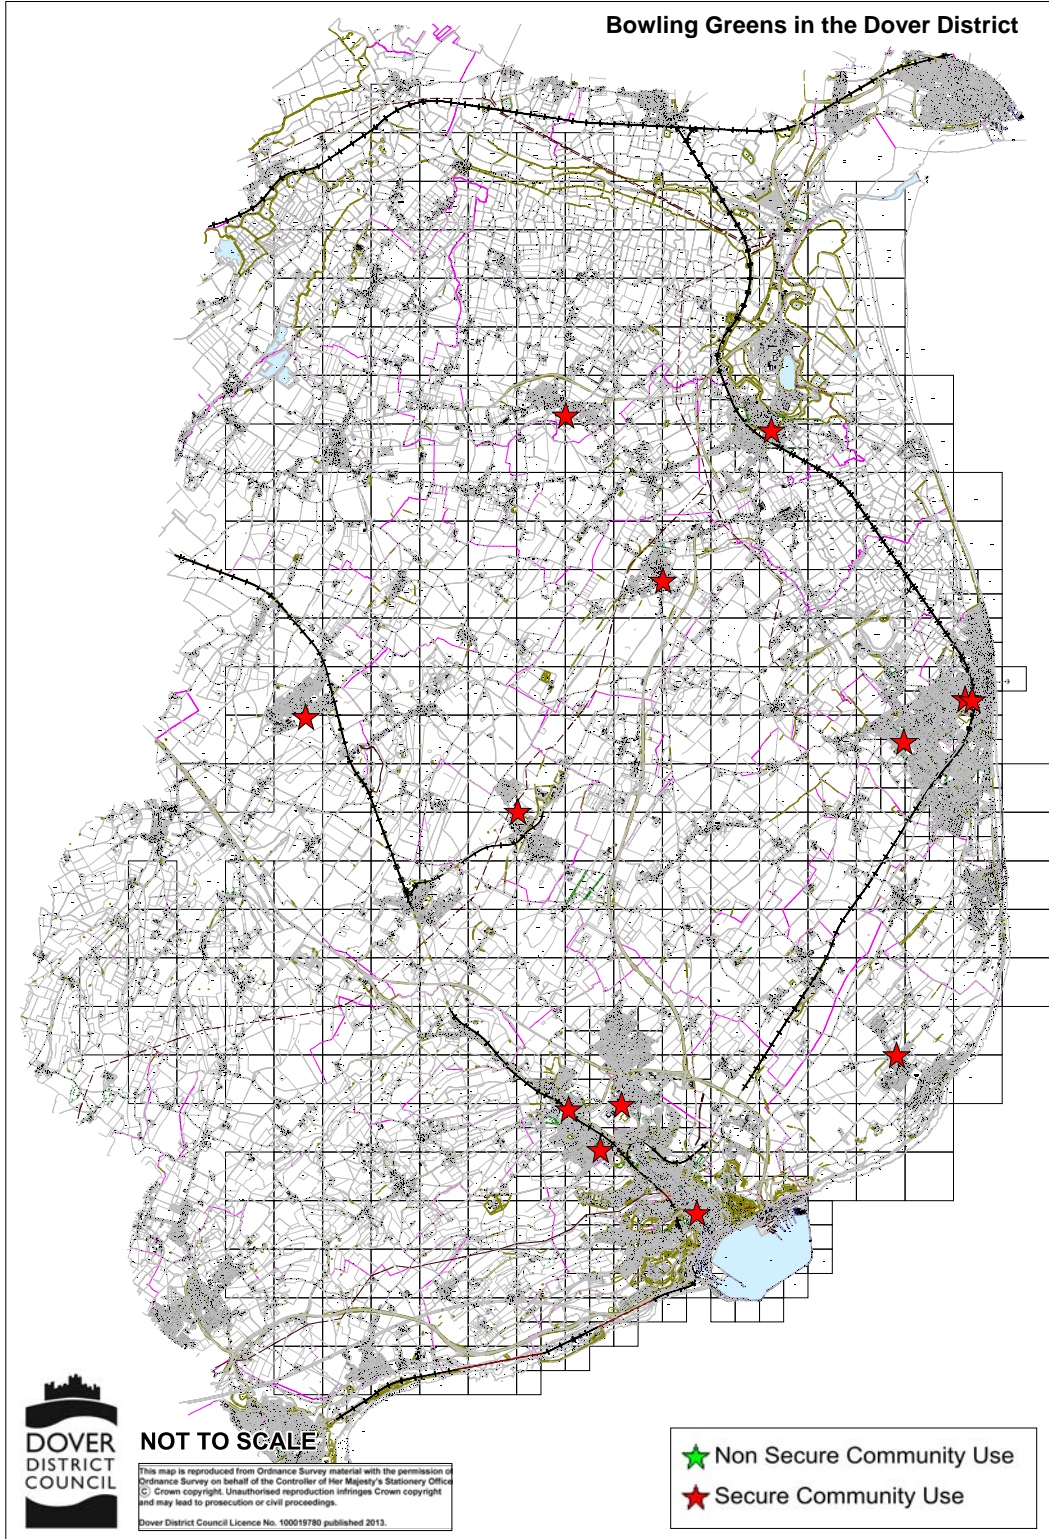 Bowling Greens in the Dover District
DOVER
DISTRICT
COUNCIL
NOT TO SCALE
This map is reproduced from Ordnance Survey material with the permission of
Ordnance Survey on behalf of the Controller of Her Majesty's Stationery Office
© Crown copyright. Unauthorised reproduction infringes Crown copyright
and may lead to prosecution or civil proceedings.
Dover District Council Licence No. 100019780 published 2013.
Non Secure Community Use
Secure Community Use